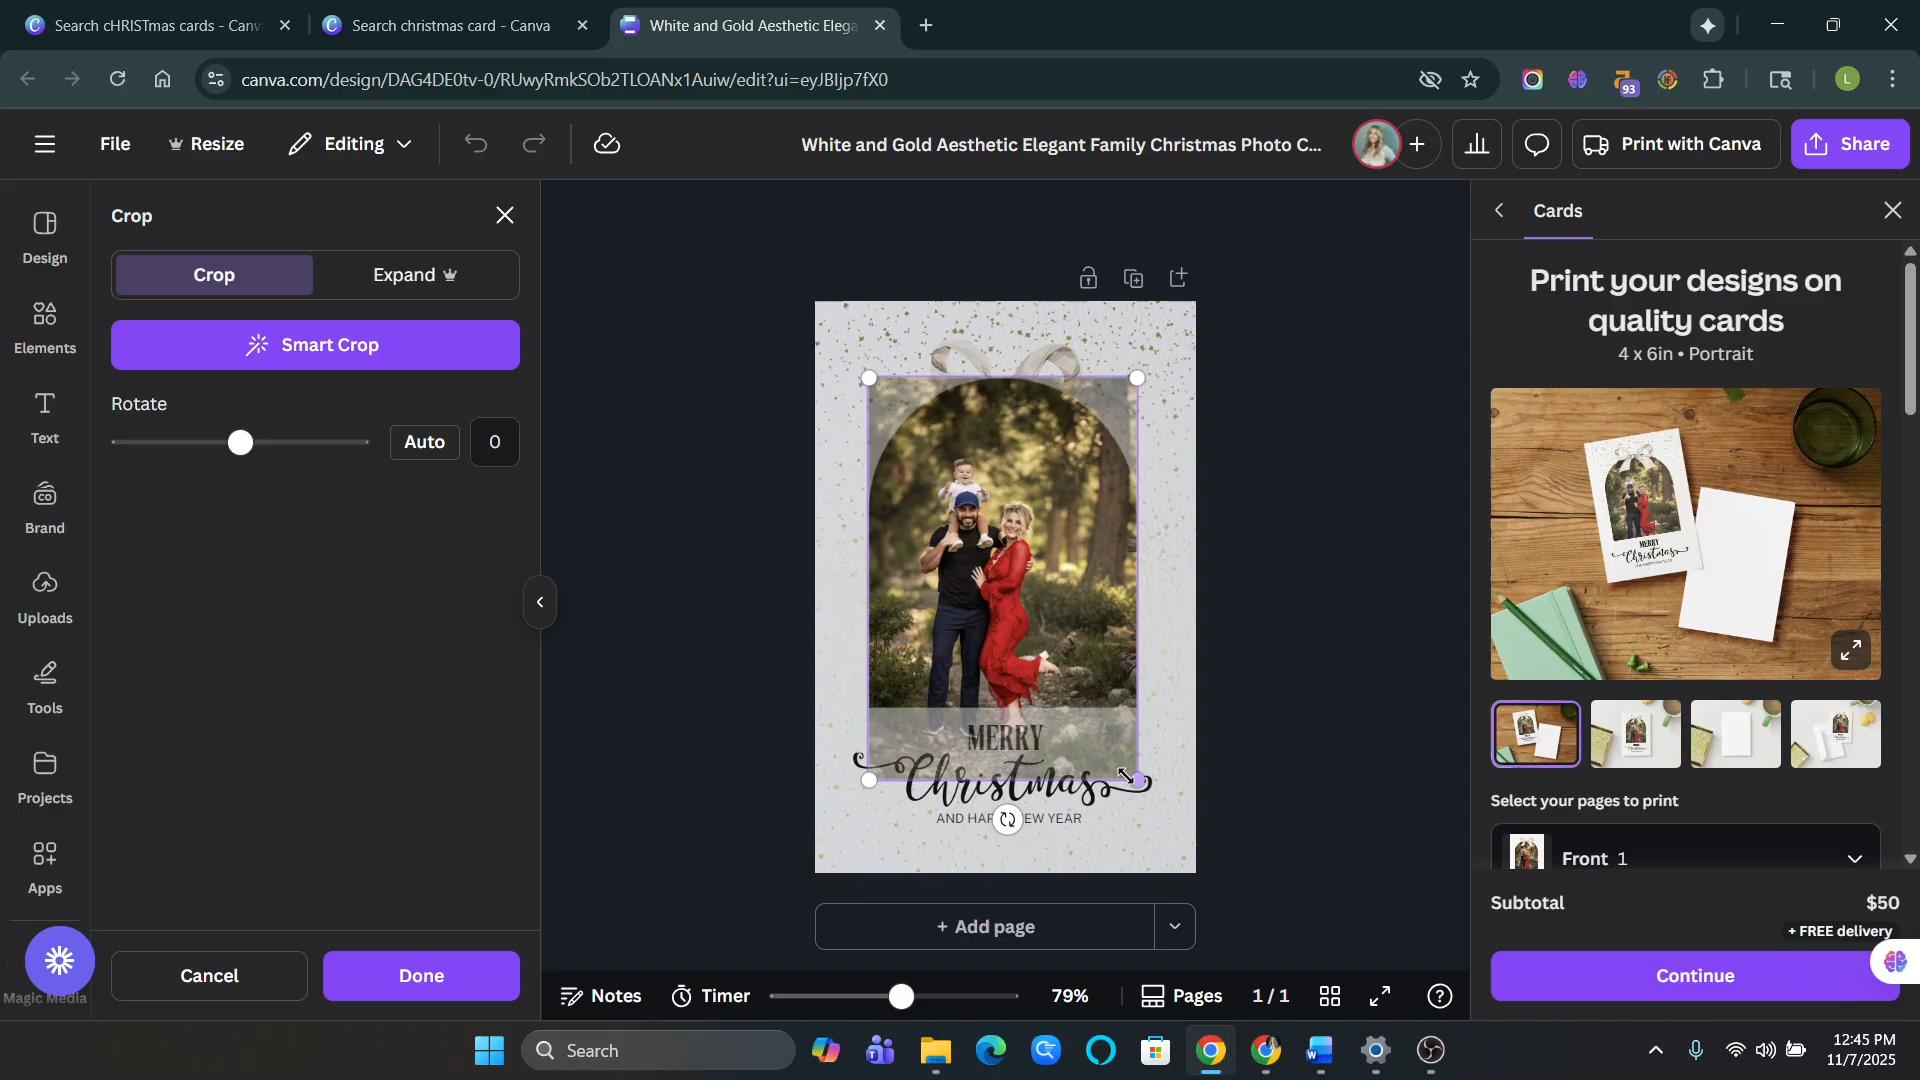 Search cHRISTmas cards - Canv
Search christmas card - Canva
White and Gold Aesthetic Elega
canva.com/design/DAG4DE0tv-0/RUwyRmkSOb2TLOANx1Auiw/edit?ui=eyJBIjp7fX0
93
L
File
Resize
Editing
White and Gold Aesthetic Elegant Family Christmas Photo C...
Print with Canva
Share
Design
Elements
Text
Brand
Uploads
Tools
Projects
Apps
Magic Media
Crop
Crop
Expand
Smart Crop
Rotate
Auto
0
Cancel
Done
MERRY
Christmas
AND HAP EW YEAR
+ Add page
Notes
Timer
79%
Pages
1 / 1
Cards
Print your designs on
quality cards
4 x 6in • Portrait
MERRY
Christmas
Select your pages to print
Front 1
Subtotal
$50
+ FREE delivery
Continue
Search
12:45 PM
11/7/2025